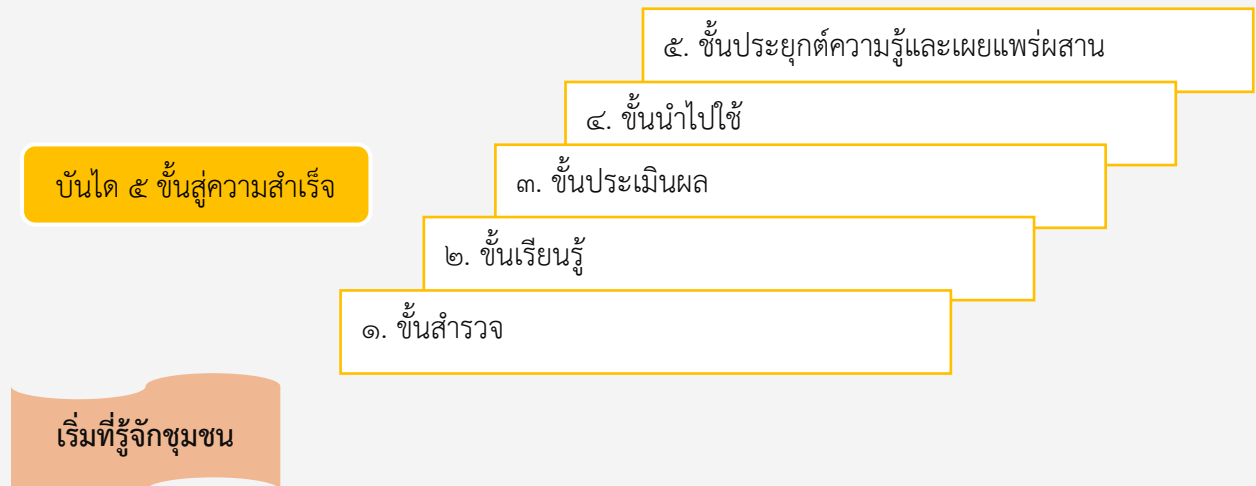 ๕. ชั้นประยุกต์ความรู้และเผยแพร่ผสาน
๔. ขั้นนำไปใช้
๓. ขั้นประเมินผล
บันได ๕ ขั้นสู่ความสำเร็จ
๒. ขั้นเรียนรู้
๑. ขั้นสำรวจ
เริ่มที่รู้จักชุมชน